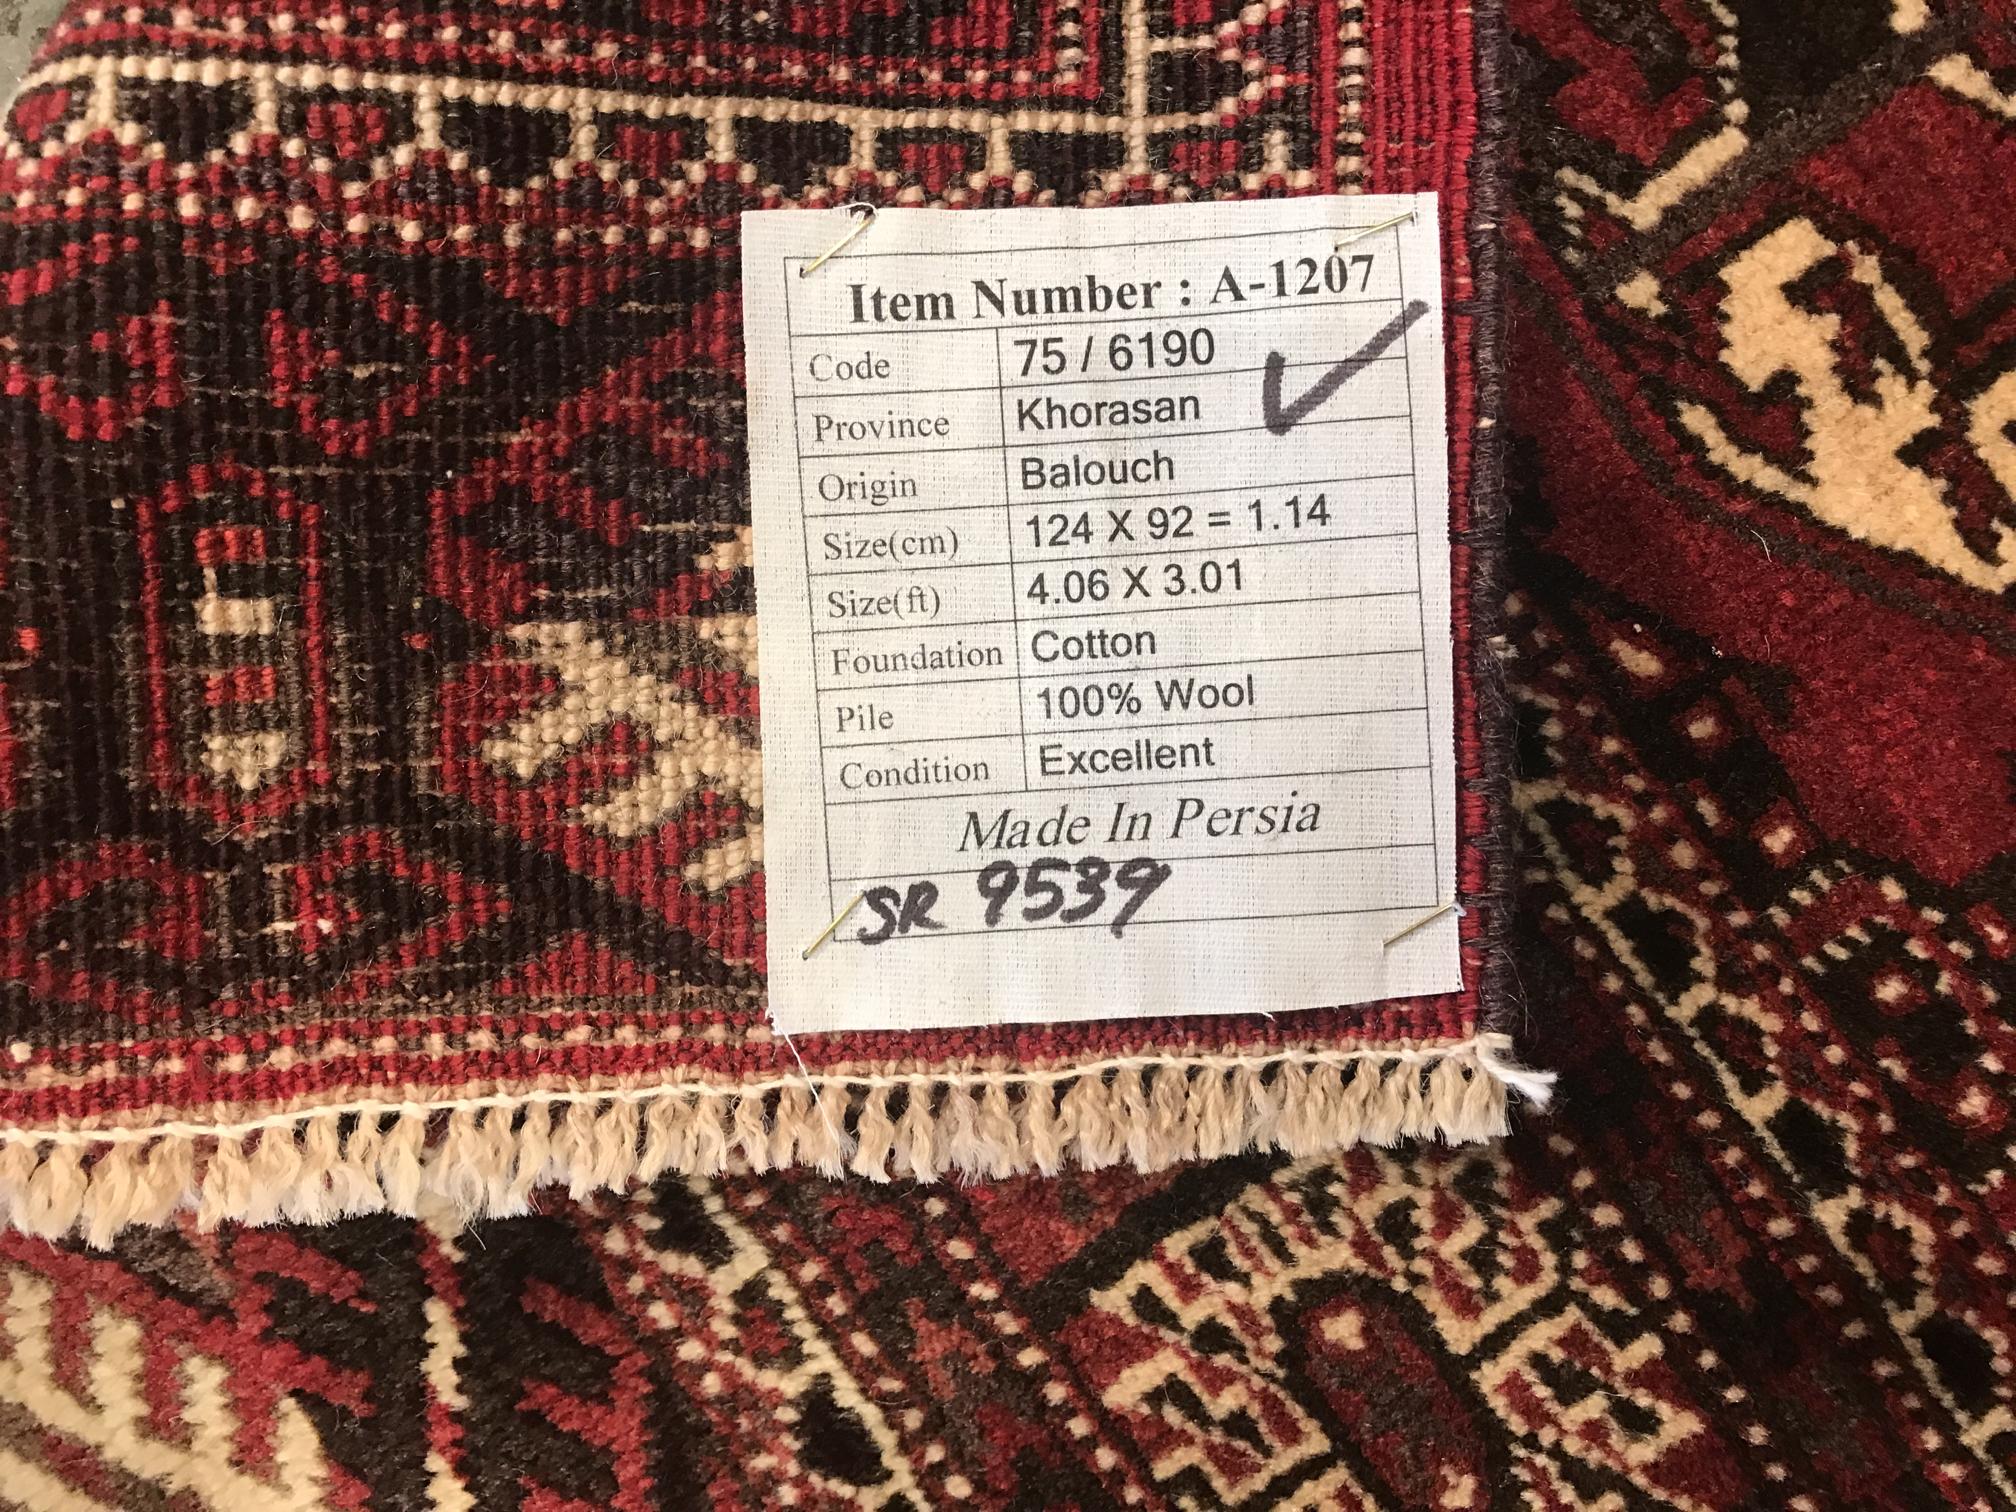 Item Number : A-1207
Code 75 / 6190
Province Khorasan
Origin Balouch
Size(cm) 124 X 92 = 1.14
Size(ft) 4.06 X 3.01
Foundation Cotton
Pile 100% Wool
Condition Excellent
Made In Persia
SR 9539